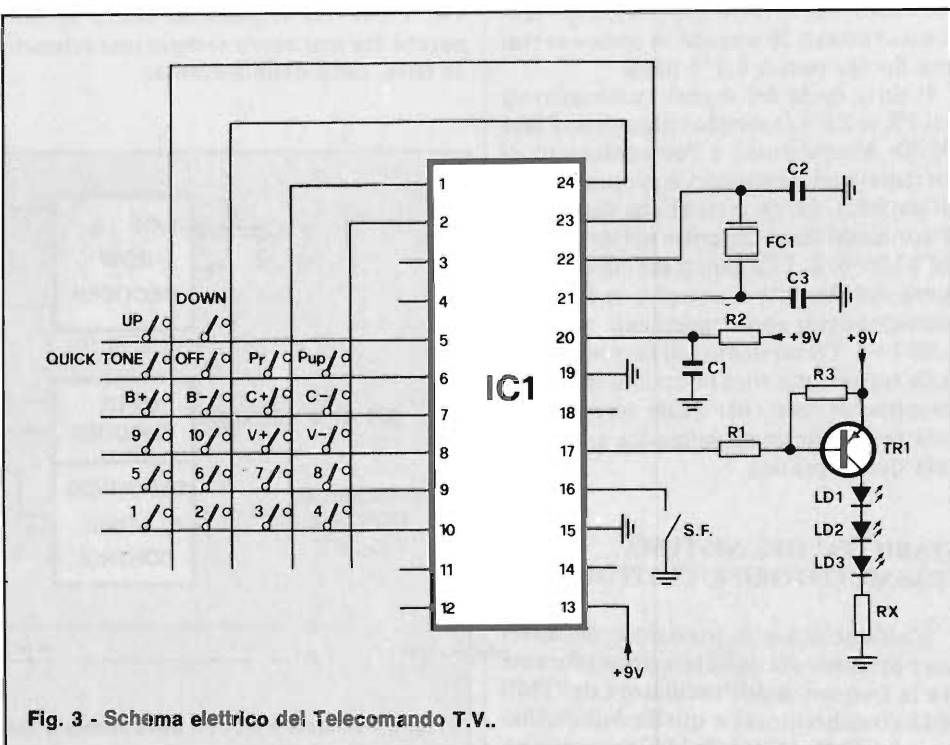 perchè
1 24 C2
2 23
3 22 FC1
4 21 C3
DOWN
UP
5 20 R2 +9V +9V
QUICK TONE OFF Pr Pup
6 19 C1 R3
IC1
B+ B- C+ C-
7 18
9 10 V+ V-
8 17 R1 TR1
5 6 7 8
9 16 LD1
1 2 3 4
10 15 S.F. LD2
11 14 LD3
12 13 RX
+9V
Fig. 3 - Schema elettrico del Telecomando T.V..